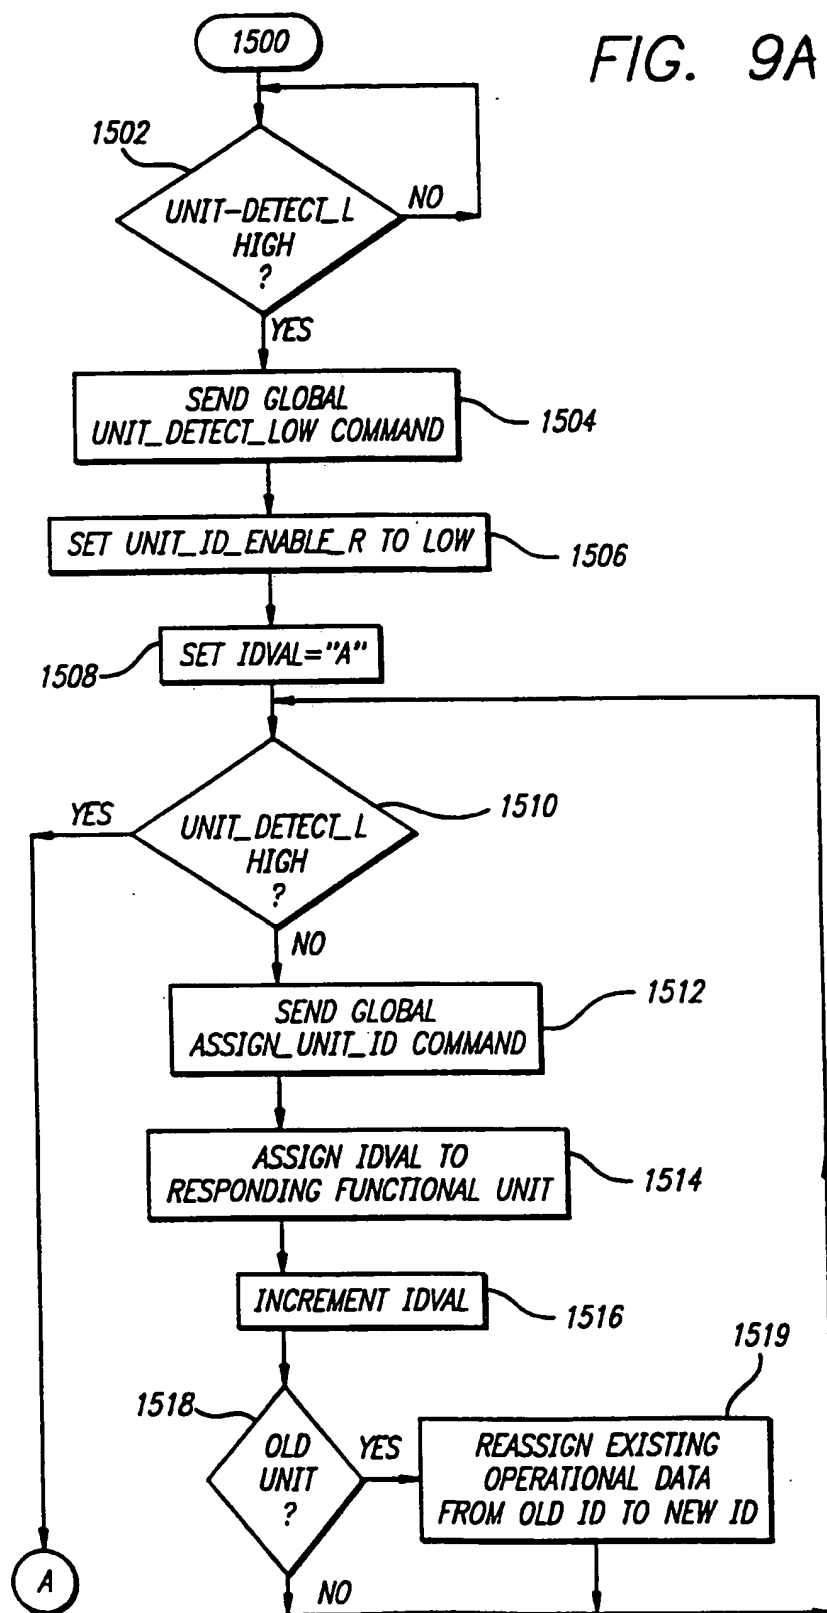 1500
FIG. 9A
1502
UNIT-DETECT_L
HIGH
?
NO
YES
SEND GLOBAL
UNIT_DETECT_LOW COMMAND
1504
SET UNIT_ID_ENABLE_R TO LOW
1506
SET IDVAL="A"
1508
YES
UNIT_DETECT_L
HIGH
?
1510
NO
SEND GLOBAL
ASSIGN_UNIT_ID COMMAND
1512
ASSIGN IDVAL TO
RESPONDING FUNCTIONAL UNIT
1514
INCREMENT IDVAL
1516
1518
OLD
UNIT
?
YES
1519
REASSIGN EXISTING
OPERATIONAL DATA
FROM OLD ID TO NEW ID
A
NO